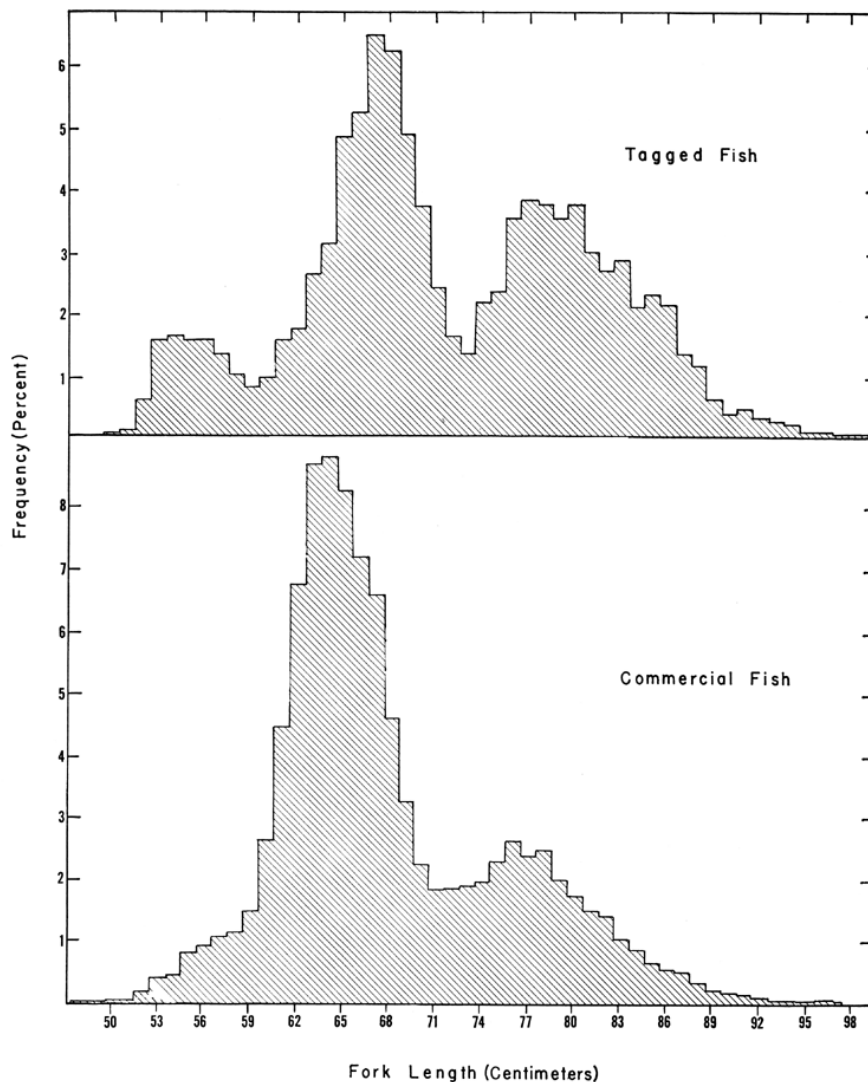 6
5
Tagged Fish
4
3
2
1
Frequency (Percent)
8
7
6
Commercial Fish
5
4
3
2
1
50 53 56 59 62 65 68 71 74 77 80 83 86 89 92 95 98
Fork Length (Centimeters)